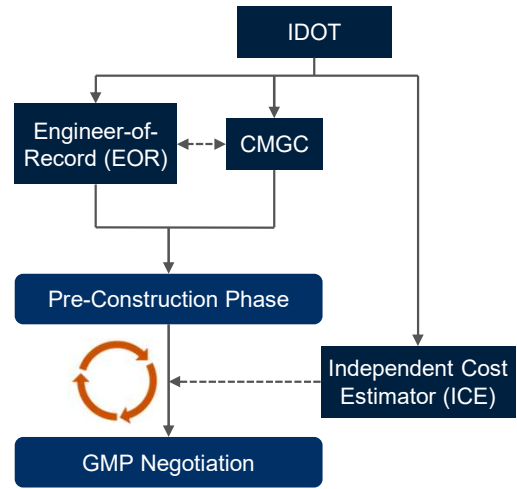 IDOT
Engineer-of-
Record (EOR)
CMGC
Pre-Construction Phase
Independent Cost
Estimator (ICE)
GMP Negotiation